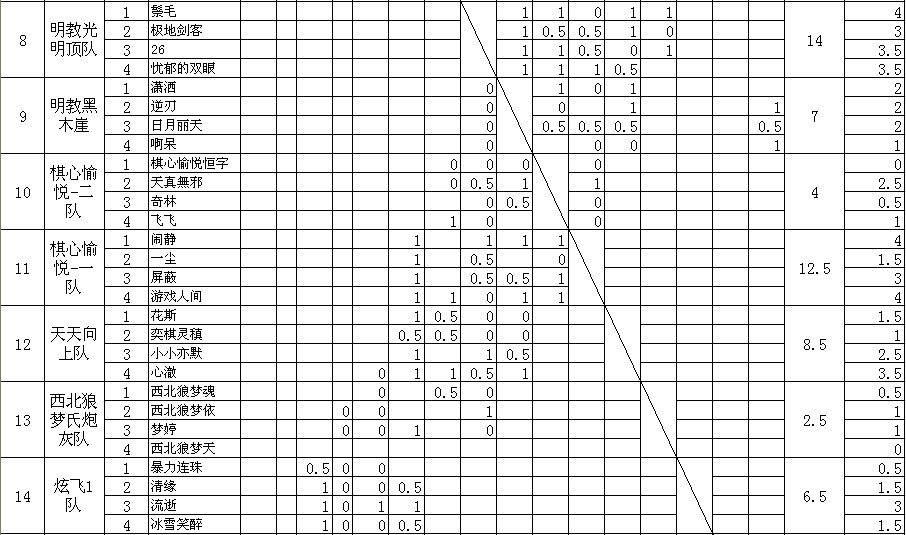 8 明教光明顶队 1 鬃毛 1 1 0 1 1 14 4
2 极地剑客 1 0.5 0.5 1 0 3
3 26 1 1 0.5 0 1 3.5
4 忧郁的双眼 1 1 1 0.5 3.5
9 明教黑木崖 1 潇洒 0 1 0 1 7 2
2 逆刃 0 0 1 1 2
3 日月丽天 0 0.5 0.5 0.5 0.5 2
4 啊呆 0 0 0 1 1
10 棋心愉悦-二队 1 棋心愉悦恒字 0 0 0 0 4 0
2 天真無邪 0 0.5 1 1 2.5
3 奇林 0 0.5 0 0.5
4 飞飞 1 0 0 1
11 棋心愉悦-一队 1 闹静 1 1 1 1 12.5 4
2 一尘 1 0.5 0 1.5
3 屏蔽 1 0.5 0.5 1 3
4 游戏人间 1 1 0 1 1 4
12 天天向上队 1 花斯 1 0.5 0 0 8.5 1.5
2 奕棋灵稹 0.5 0.5 0 0 1
3 小小亦默 1 1 0.5 2.5
4 心澈 0 1 1 0.5 1 3.5
13 西北狼梦氏炮灰队 1 西北狼梦魂 0 0.5 0 2.5 0.5
2 西北狼梦依 0 0 1 1
3 梦婷 0 0 1 0 1
4 西北狼梦天 0
14 炫飞1队 1 暴力连珠 0.5 0 0 6.5 0.5
2 清缘 1 0 0 0.5 1.5
3 流逝 1 0 1 1 3
4 冰雪笑醉 1 0 0 0.5 1.5